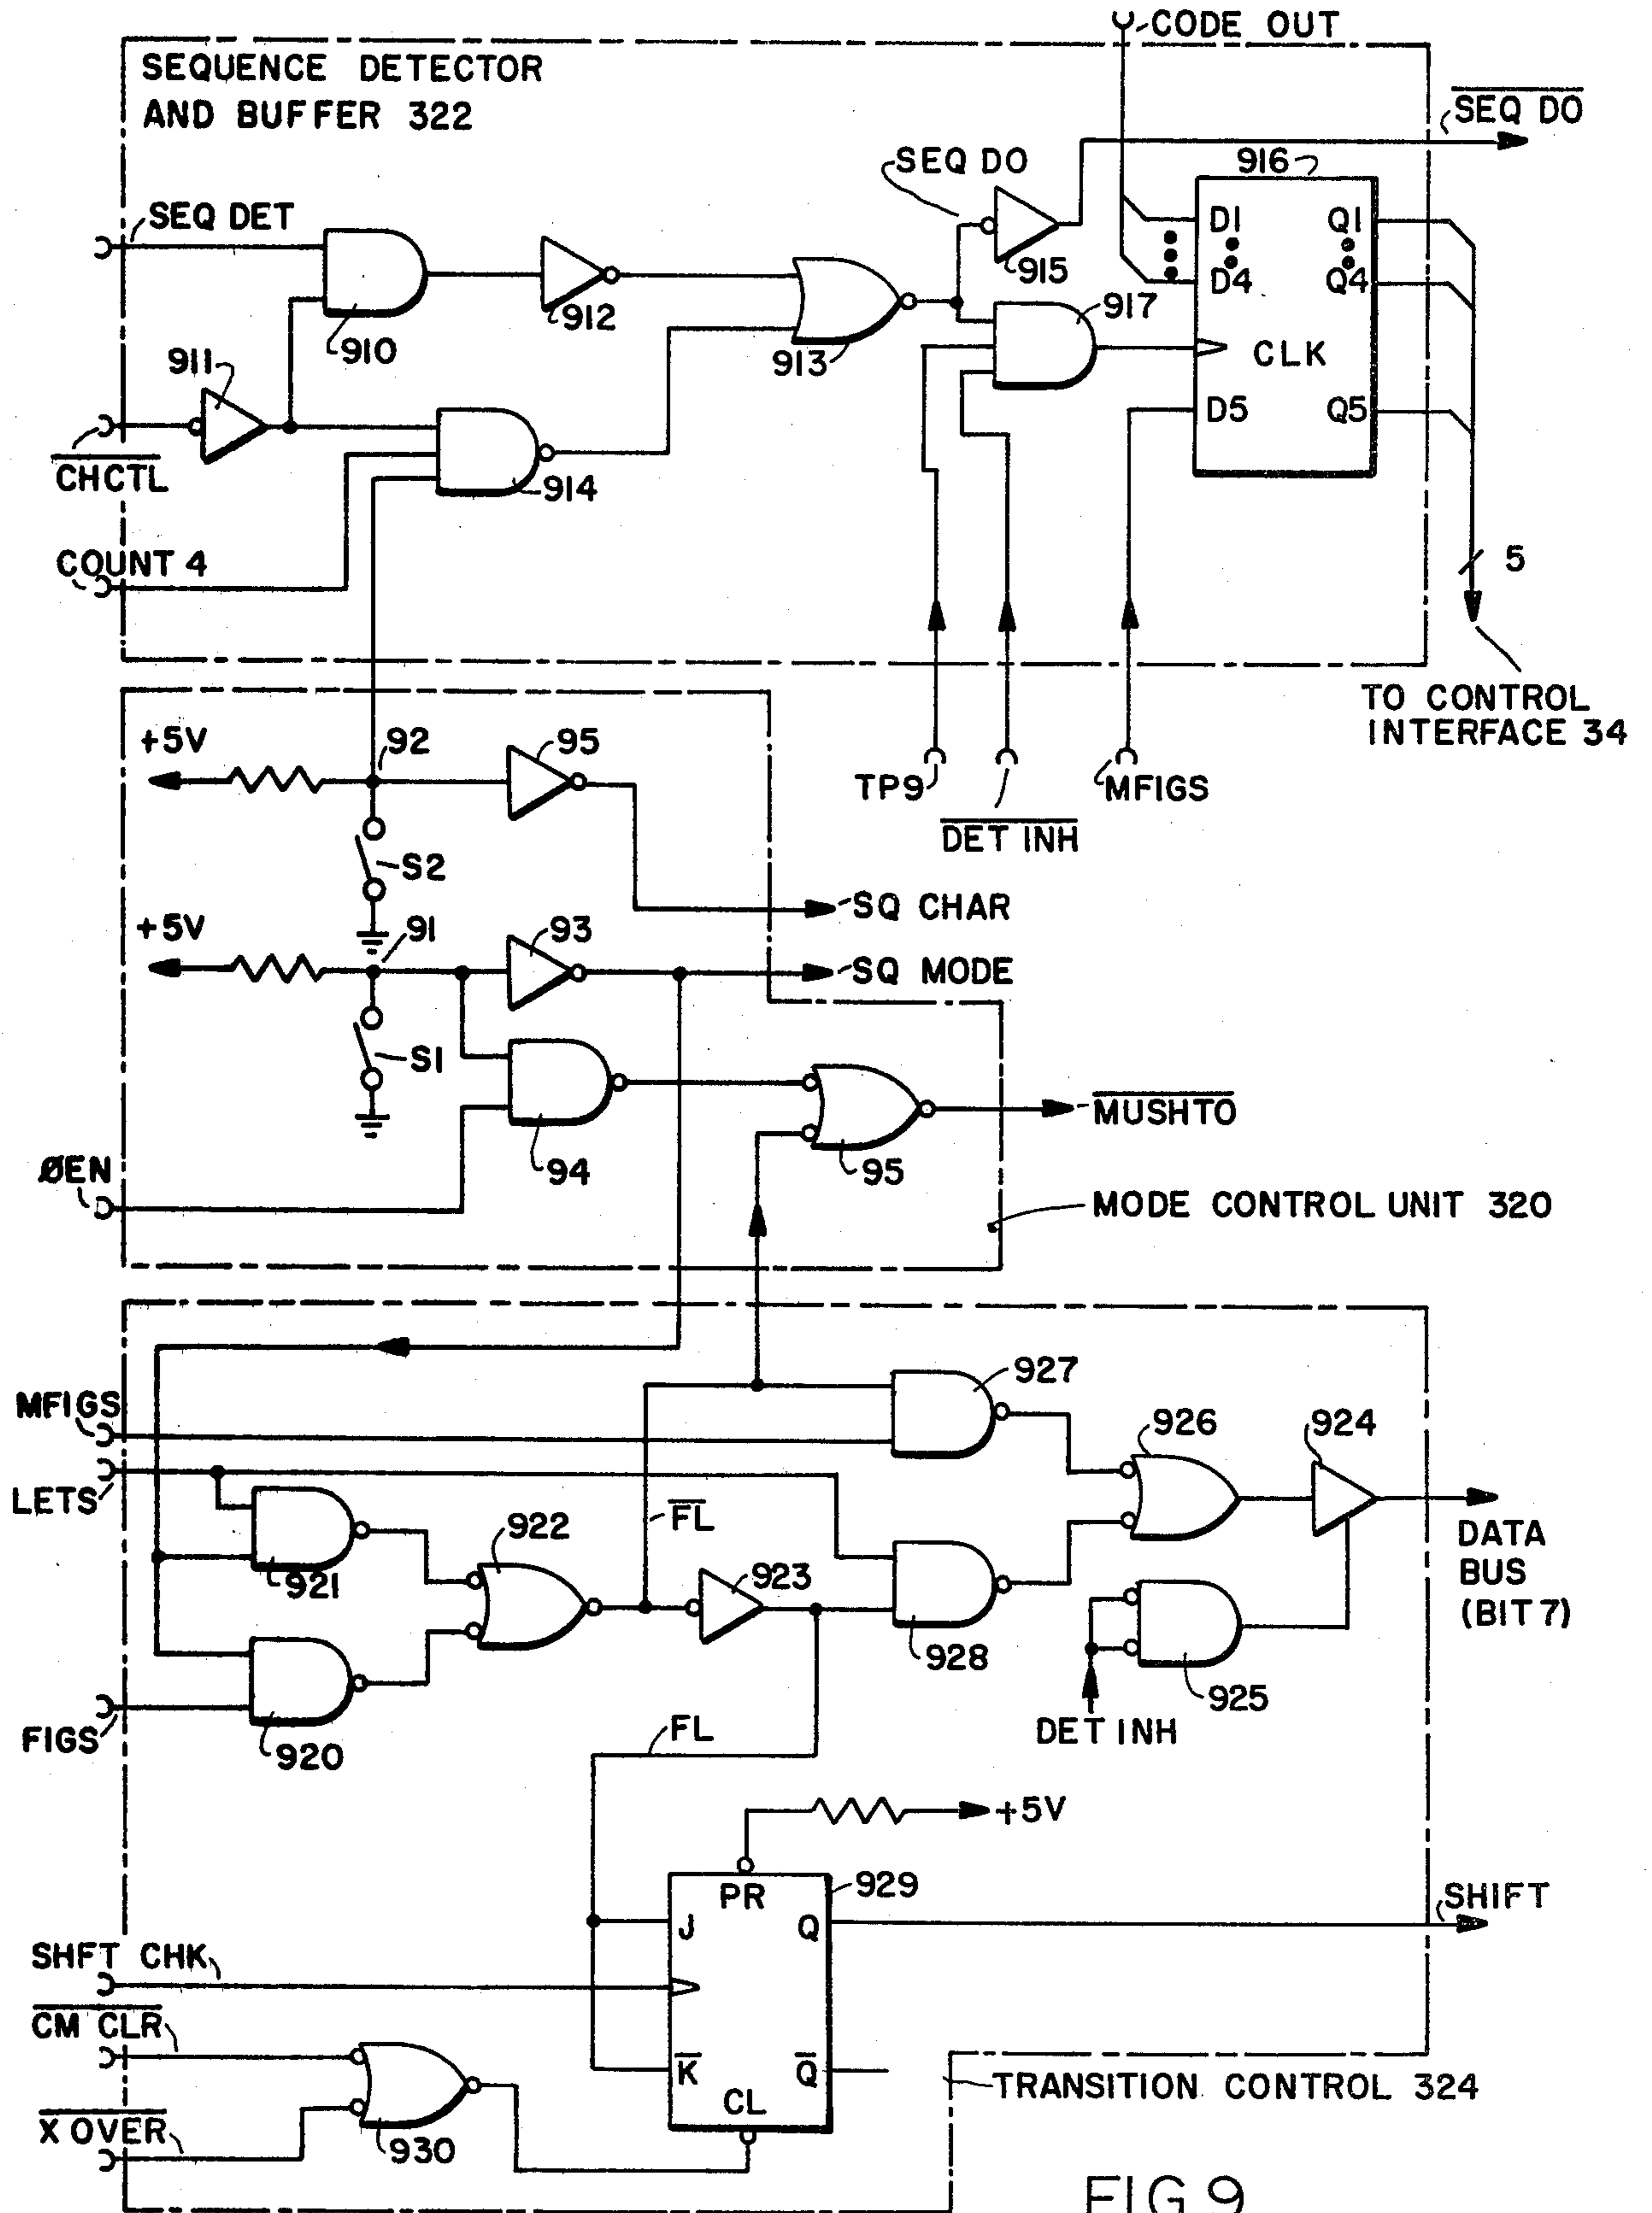 CODE OUT
SEQUENCE DETECTOR
AND BUFFER 322
SEQ DO
SEQ DO
916
SEQ DET
D1
Q1
915
D4
Q4
912
917
910
913
911
CLK
D5
Q5
CHCTL
914
COUNT 4
5
TO CONTROL
INTERFACE 34
+5V
92
95
TP9
MFIGS
DET INH
S2
SQ CHAR
+5V
91
93
SQ MODE
S1
MUSHTO
94
95
ØEN
MODE CONTROL UNIT 320
927
MFIGS
926
924
LETS
FL
922
DATA
BUS
(BIT 7)
921
923
928
925
FIGS
920
FL
DET INH
+5V
PR
929
J
Q
SHIFT
SHFT CHK
CM CLR
K
Q
TRANSITION CONTROL 324
CL
X OVER
930
FIG.9